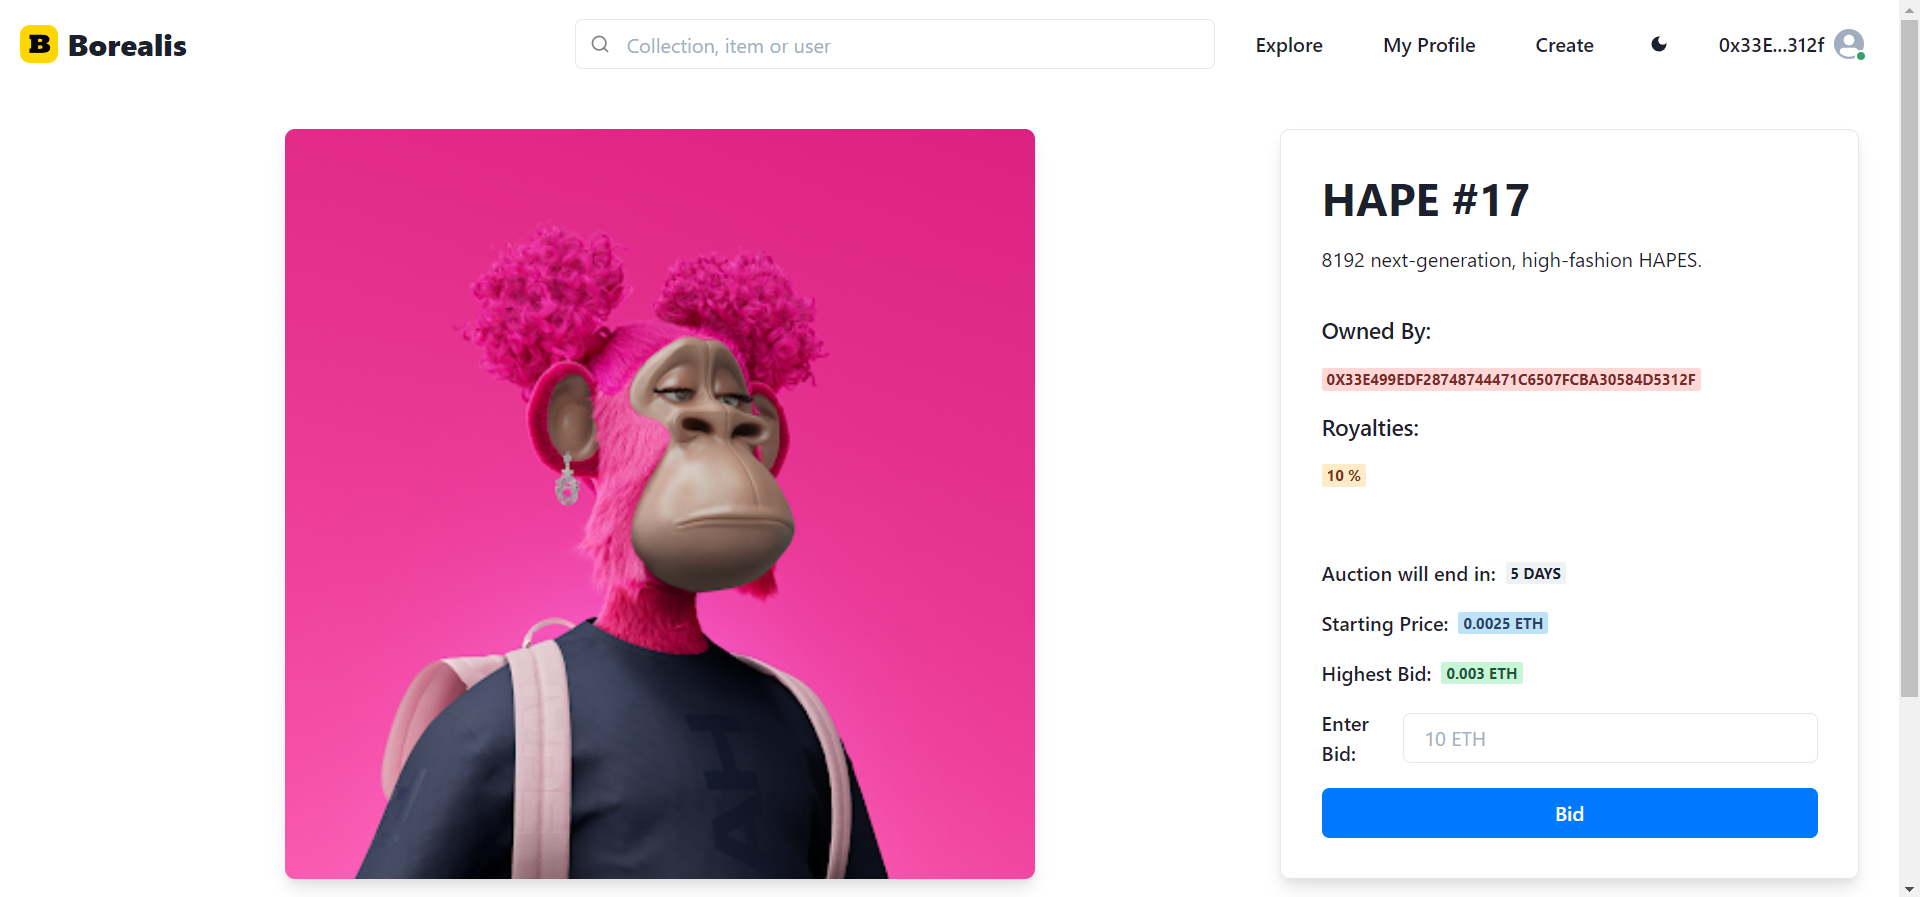 B Borealis
Collection, item or user
Explore
My Profile
Create
0x33E...312f
HAPE #17
8192 next-generation, high-fashion HAPES.
Owned By:
0X33E499EDF28748744471C6507FCBA30584D5312F
Royalties:
10 %
Auction will end in: 5 DAYS
Starting Price: 0.0025 ETH
Highest Bid: 0.003 ETH
Enter
Bid:
10 ETH
Bid